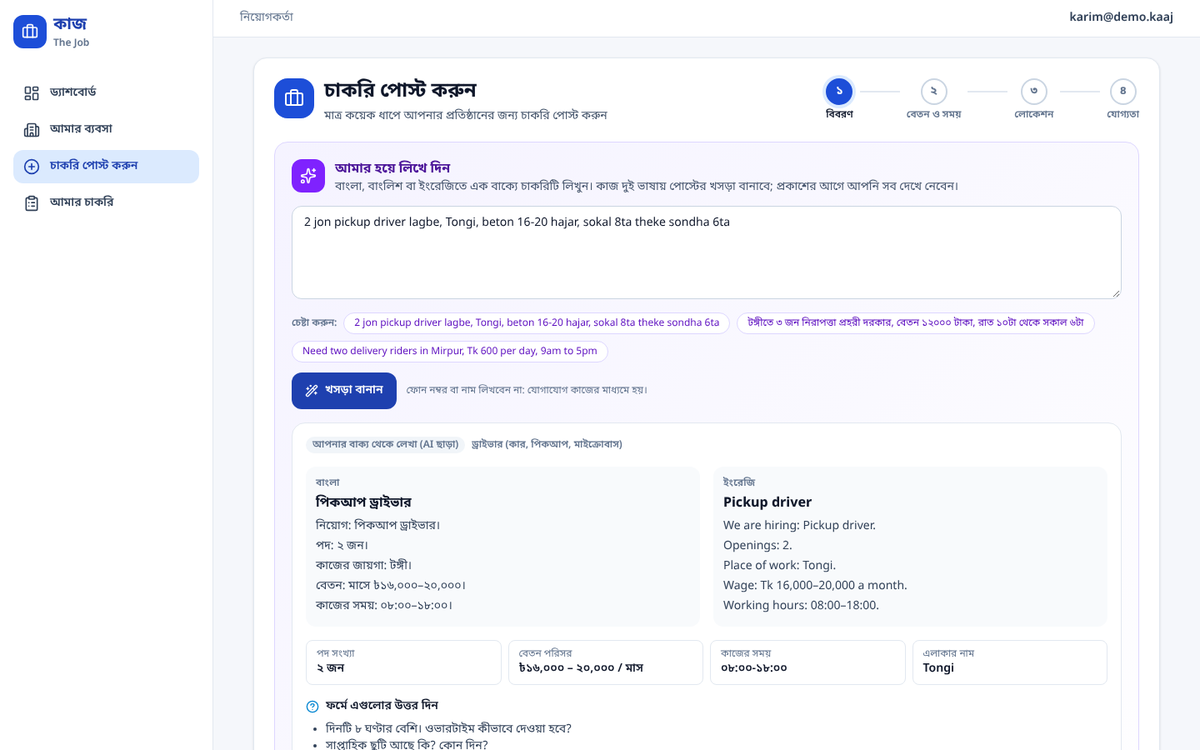 কাজ
The Job
ড্যাশবোর্ড
আমার ব্যবসা
চাকরি পোস্ট করুন
আমার চাকরি
নিয়োগকর্তা
karim@demo.kaaj
চাকরি পোস্ট করুন
মাত্র কয়েক ধাপে আপনার প্রতিষ্ঠানের জন্য চাকরি পোস্ট করুন
১
বিবরণ
২
বেতন ও সময়
৩
লোকেশন
৪
যোগ্যতা
আমার হয়ে লিখে দিন
বাংলা, বাংলিশ বা ইংরেজিতে এক বাক্যে চাকরিটি লিখুন। কাজ দুই ভাষায় পোস্টের খসড়া বানাবে; প্রকাশের আগে আপনি সব দেখে নেবেন।
2 jon pickup driver lagbe, Tongi, beton 16-20 hajar, sokal 8ta theke sondha 6ta
চেষ্টা করুন:
2 jon pickup driver lagbe, Tongi, beton 16-20 hajar, sokal 8ta theke sondha 6ta
টঙ্গীতে ৩ জন নিরাপত্তা প্রহরী দরকার, বেতন ১২০০০ টাকা, রাত ১০টা থেকে সকাল ৬টা
Need two delivery riders in Mirpur, Tk 600 per day, 9am to 5pm
খসড়া বানান
ফোন নম্বর বা নাম লিখবেন না: যোগাযোগ কাজের মাধ্যমে হয়।
আপনার বাক্য থেকে লেখা (AI ছাড়া)
ড্রাইভার (কার, পিকআপ, মাইক্রোবাস)
বাংলা
পিকআপ ড্রাইভার
নিয়োগ: পিকআপ ড্রাইভার।
পদ: ২ জন।
কাজের জায়গা: টঙ্গী।
বেতন: মাসে ৳১৬,০০০–২০,০০০।
কাজের সময়: ০৮:০০–১৮:০০।
ইংরেজি
Pickup driver
We are hiring: Pickup driver.
Openings: 2.
Place of work: Tongi.
Wage: Tk 16,000–20,000 a month.
Working hours: 08:00–18:00.
পদ সংখ্যা
২ জন
বেতন পরিসর
৳১৬,০০০ – ২০,০০০ / মাস
কাজের সময়
০৮:০০-১৮:০০
এলাকার নাম
Tongi
ফর্মে এগুলোর উত্তর দিন
• দিনটি ৮ ঘণ্টার বেশি। ওভারটাইম কীভাবে দেওয়া হবে?
• সাপ্তাহিক ছুটি আছে কি? কোন দিন?